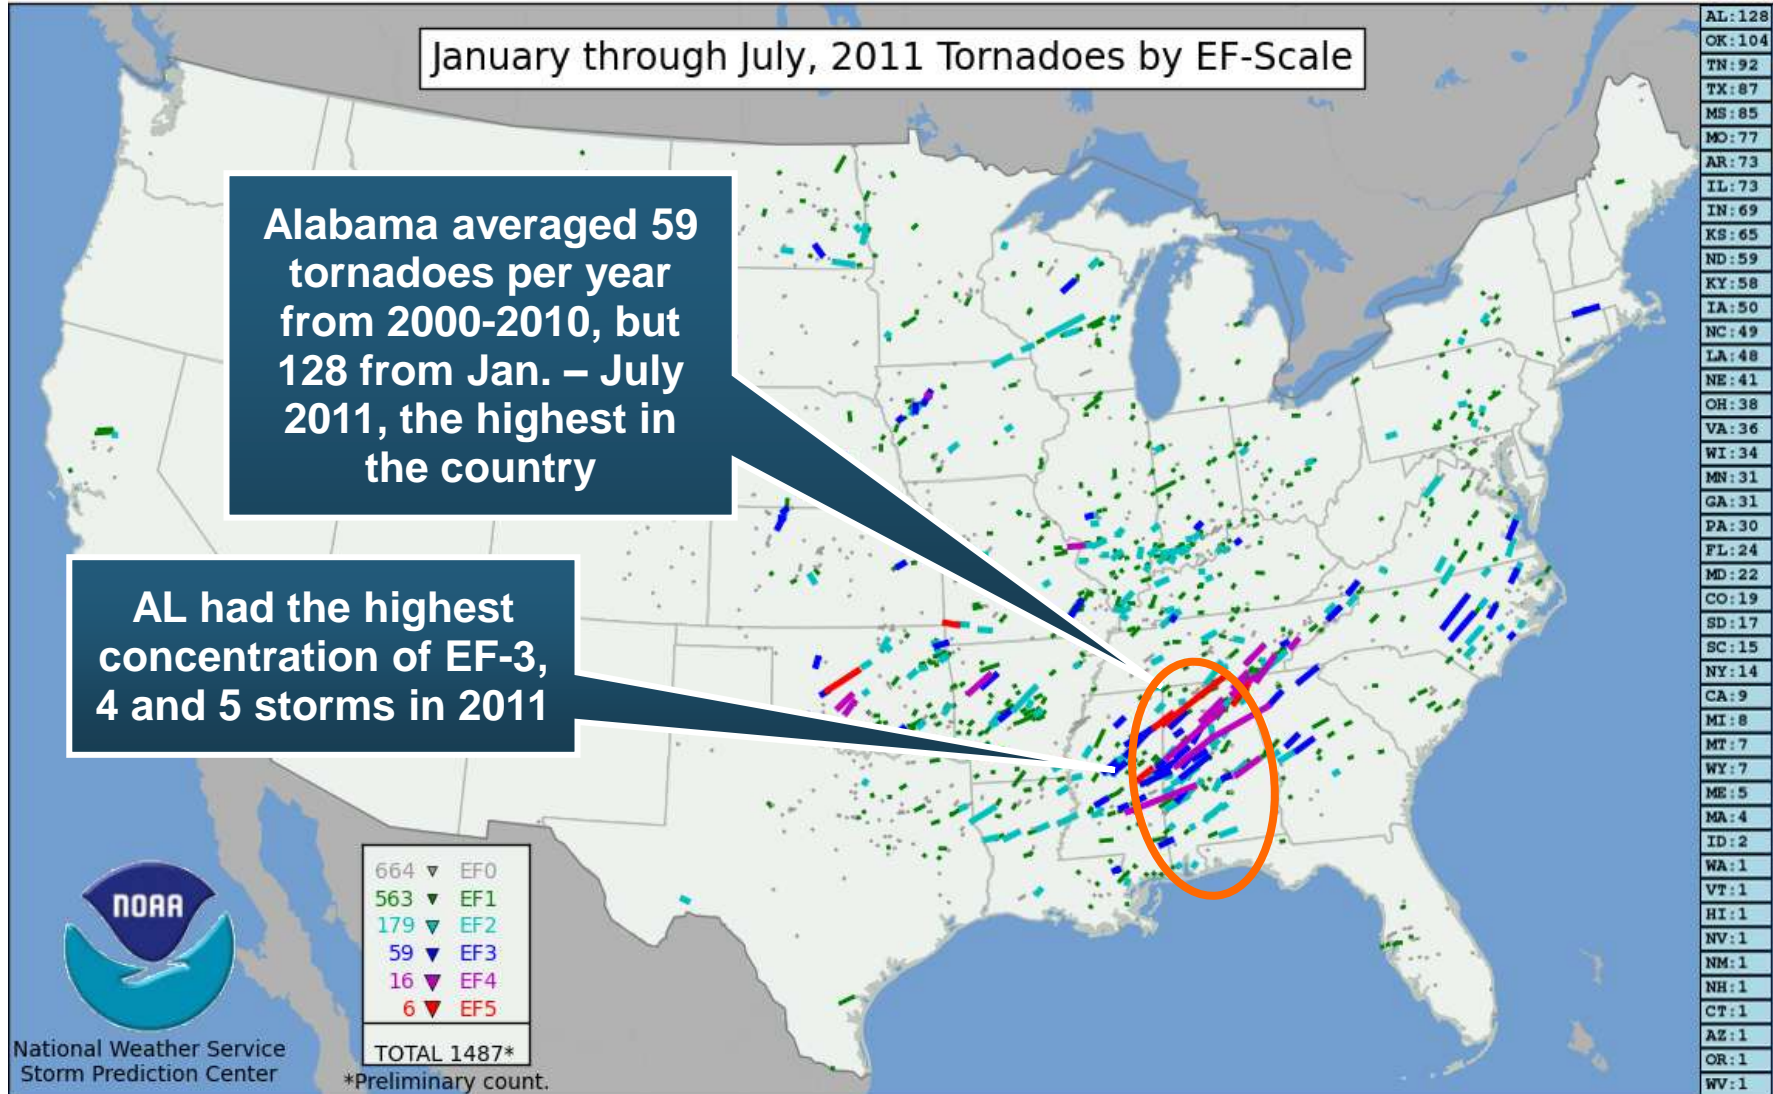 January through July, 2011 Tornadoes by EF-Scale
Alabama averaged 59
tornadoes per year
from 2000-2010, but
128 from Jan. – July
2011, the highest in
the country
AL had the highest
concentration of EF-3,
4 and 5 storms in 2011
NOAA
National Weather Service
Storm Prediction Center
664 EF0
563 EF1
179 EF2
59 EF3
16 EF4
6 EF5
TOTAL 1487*
*Preliminary count.
AL:128
OK:104
TN:92
TX:87
MS:85
MO:77
AR:73
IL:73
IN:69
KS:65
ND:59
KY:58
IA:50
NC:49
LA:48
NE:41
OH:38
VA:36
WI:34
MN:31
GA:31
PA:30
FL:24
MD:22
CO:19
SD:17
SC:15
NY:14
CA:9
MI:8
MT:7
WY:7
ME:5
MA:4
ID:2
WA:1
VT:1
HI:1
NV:1
NM:1
NH:1
CT:1
AZ:1
OR:1
WV:1